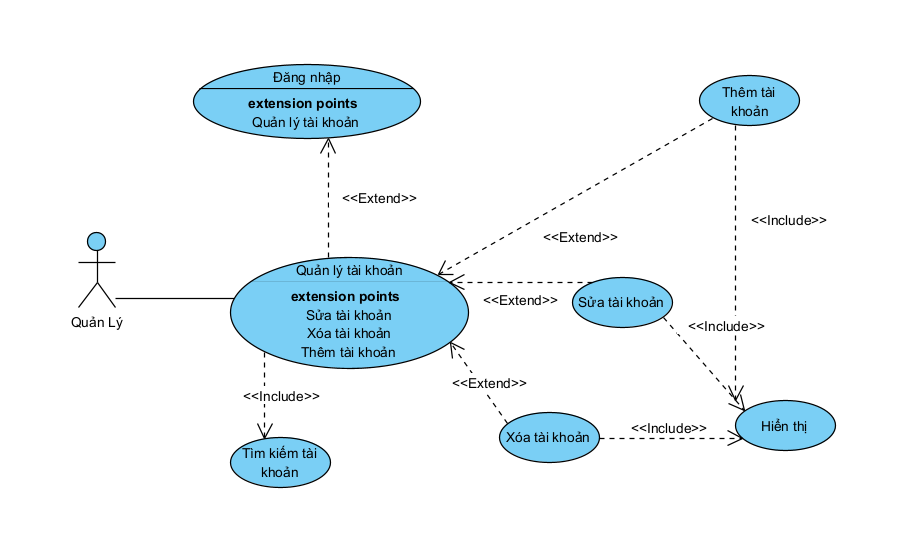 Đăng nhập
extension points
Quản lý tài khoản
Thêm tài
khoản
<<Extend>>
<<Include>>
<<Extend>>
Quản Lý
Quản lý tài khoản
extension points
Sửa tài khoản
Xóa tài khoản
Thêm tài khoản
<<Extend>>
Sửa tài khoản
<<Include>>
<<Extend>>
<<Include>>
Xóa tài khoản
<<Include>>
Hiển thị
Tìm kiếm tài
khoản